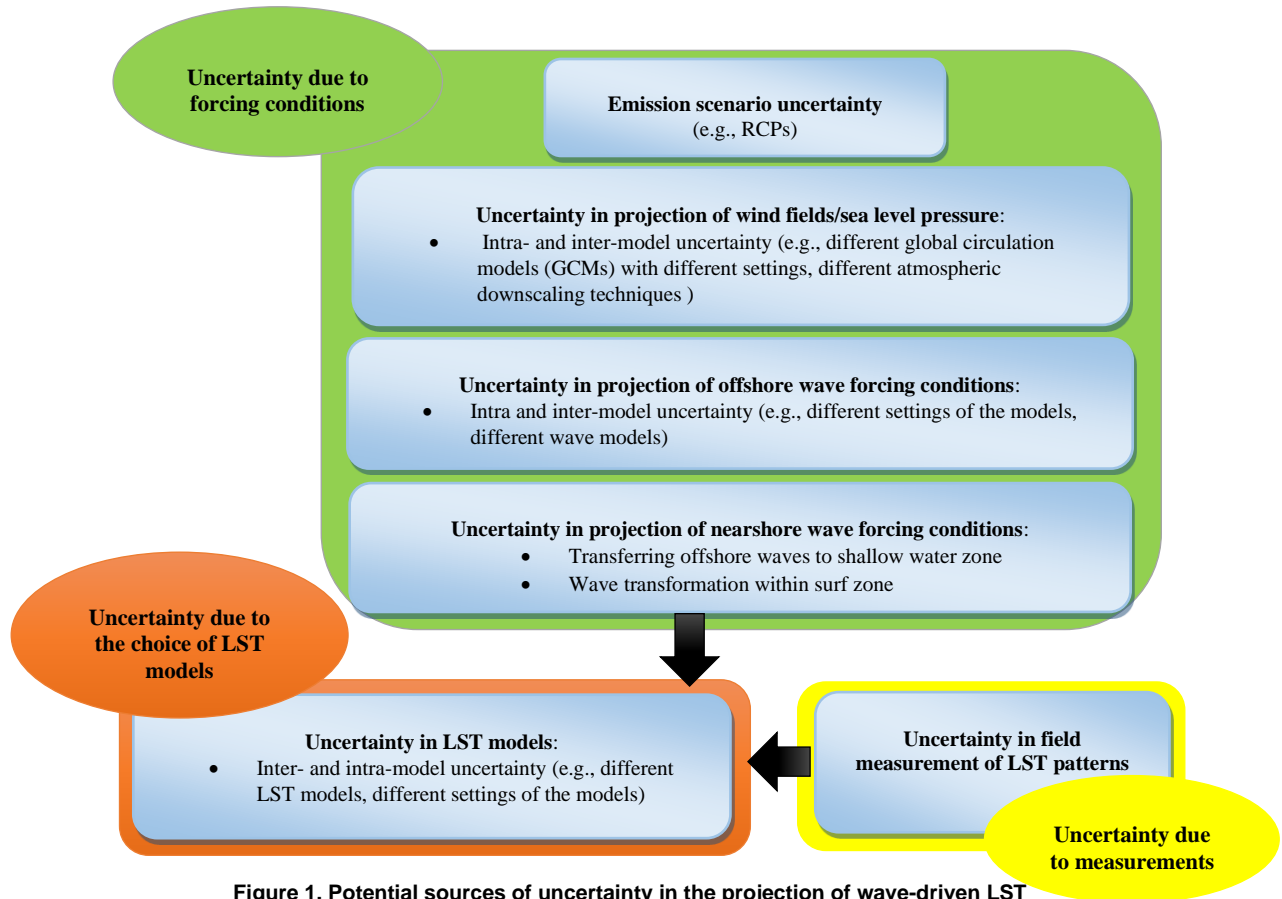 Uncertainty due to
forcing conditions
Emission scenario uncertainty
(e.g., RCPs)
Uncertainty in projection of wind fields/sea level pressure:
• Intra- and inter-model uncertainty (e.g., different global circulation
models (GCMs) with different settings, different atmospheric
downscaling techniques )
Uncertainty in projection of offshore wave forcing conditions:
• Intra and inter-model uncertainty (e.g., different settings of the models,
different wave models)
Uncertainty in projection of nearshore wave forcing conditions:
• Transferring offshore waves to shallow water zone
• Wave transformation within surf zone
Uncertainty due to
the choice of LST
models
Uncertainty in LST models:
• Inter- and intra-model uncertainty (e.g., different
LST models, different settings of the models)
Uncertainty in field
measurement of LST patterns
Uncertainty due
to measurements
Figure 1. Potential sources of uncertainty in the projection of wave-driven LST